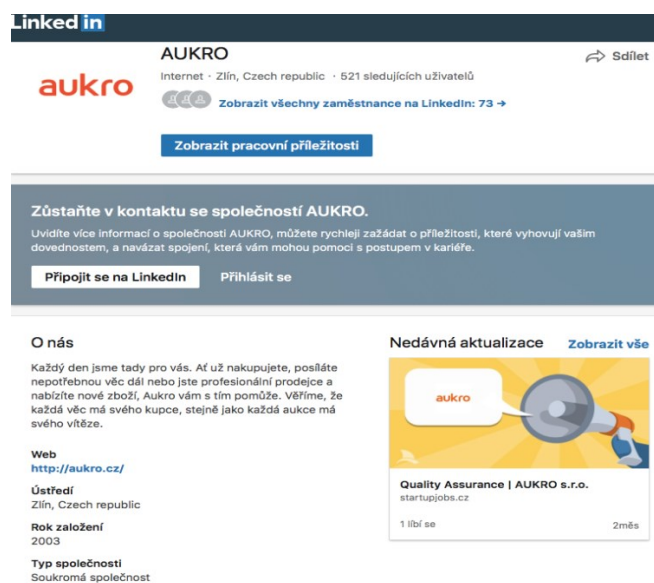 Linked in
AUKRO
Sdílet
aukro
Internet · Zlín, Czech republic · 521 sledujících uživatelů
Zobrazit všechny zaměstnance na LinkedIn: 73 →
Zobrazit pracovní příležitosti
Zůstaňte v kontaktu se společností AUKRO.
Uvidíte více informací o společnosti AUKRO, můžete rychleji zažádat o příležitosti, které vyhovují vašim
dovednostem, a navázat spojení, která vám mohou pomoci s postupem v kariéře.
Připojit se na LinkedIn
Přihlásit se
O nás
Každý den jsme tady pro vás. Ať už nakupujete, posíláte
nepotřebnou věc dál nebo jste profesionální prodejce a
nabízíte nové zboží, Aukro vám s tím pomůže. Věříme, že
každá věc má svého kupce, stejně jako každá aukce má
svého vítěze.
Web
http://aukro.cz/
Ústředí
Zlín, Czech republic
Rok založení
2003
Typ společnosti
Soukromá společnost
Nedávná aktualizace
Zobrazit vše
aukro
Quality Assurance | AUKRO s.r.o.
startupjobs.cz
1 líbí se
2měs